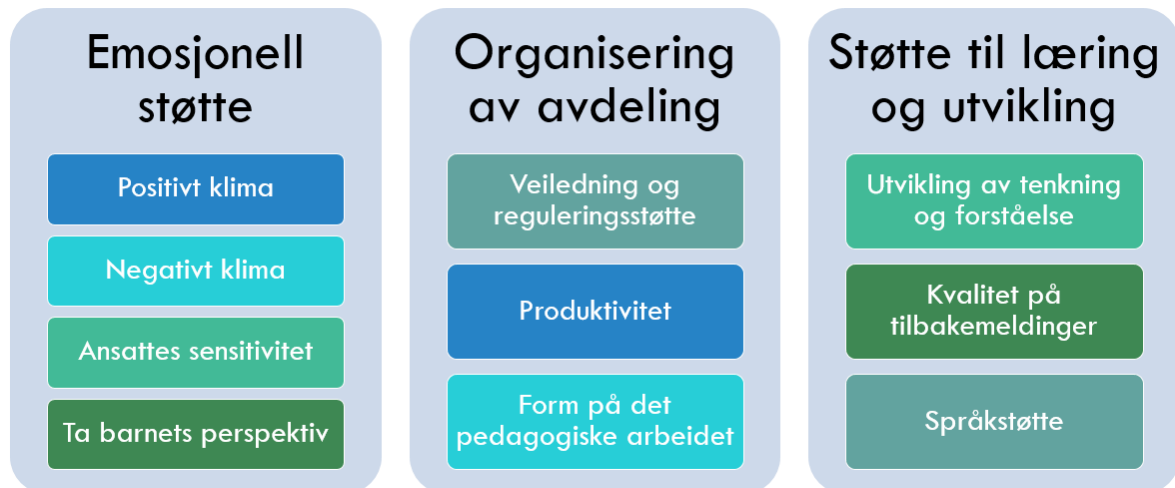 Emosjonell
støtte
Positivt klima
Negativt klima
Ansattes sensitivitet
Ta barnets perspektiv
Organisering
av avdeling
Veiledning og
reguleringsstøtte
Produktivitet
Form på det
pedagogiske arbeidet
Støtte til læring
og utvikling
Utvikling av tenkning
og forståelse
Kvalitet på
tilbakemeldinger
Språkstøtte